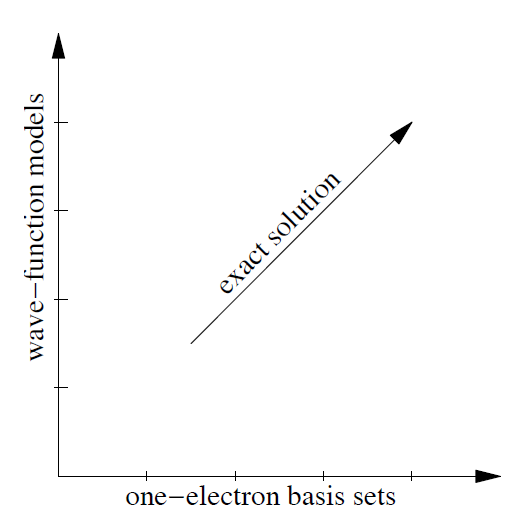 wave−function models
exact solution
one−electron basis sets